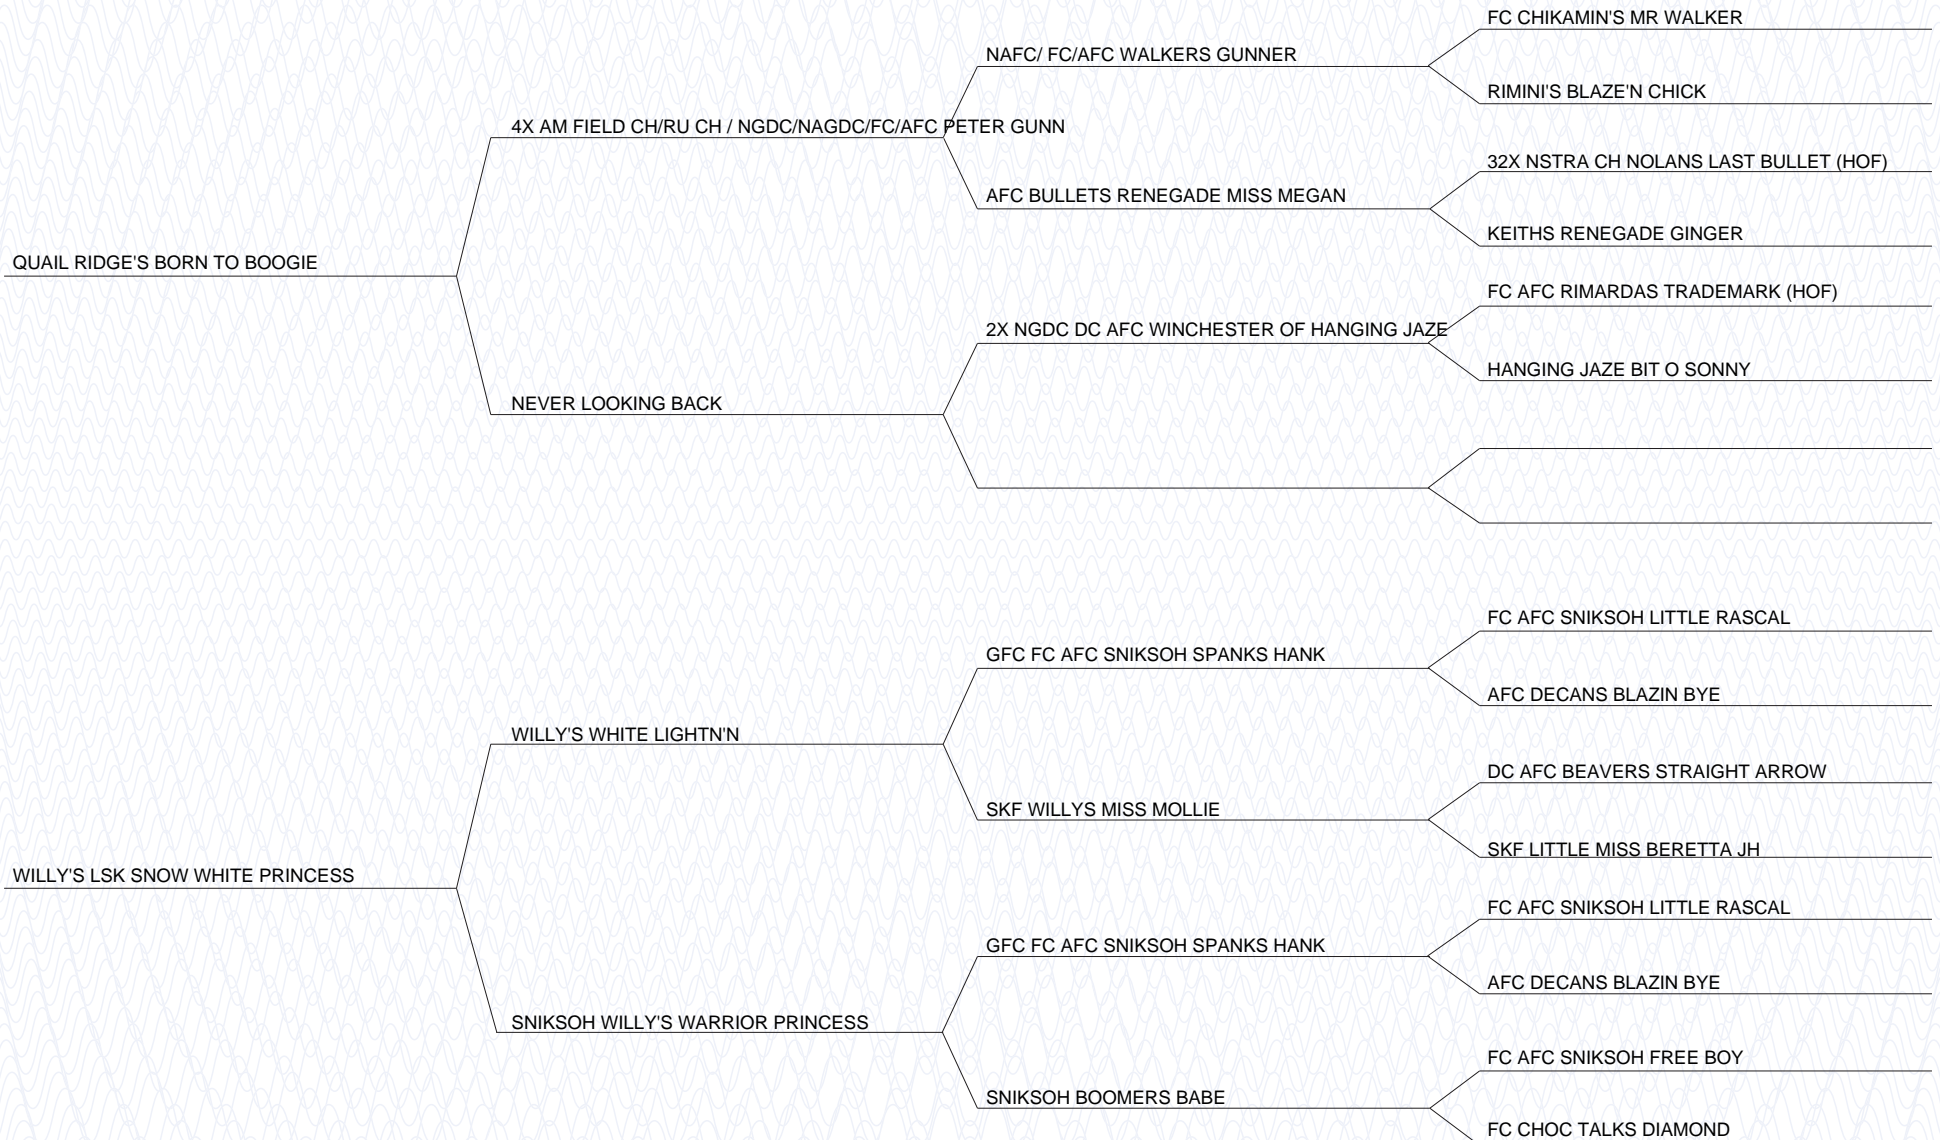 FC CHIKAMIN'S MR WALKER
NAFC/ FC/AFC WALKERS GUNNER
RIMINI'S BLAZE'N CHICK
4X AM FIELD CH/RU CH / NGDC/NAGDC/FC/AFC PETER GUNN
32X NSTRA CH NOLANS LAST BULLET (HOF)
AFC BULLETS RENEGADE MISS MEGAN
KEITHS RENEGADE GINGER
QUAIL RIDGE'S BORN TO BOOGIE
FC AFC RIMARDAS TRADEMARK (HOF)
2X NGDC DC AFC WINCHESTER OF HANGING JAZE
HANGING JAZE BIT O SONNY
NEVER LOOKING BACK
FC AFC SNIKSOH LITTLE RASCAL
GFC FC AFC SNIKSOH SPANKS HANK
AFC DECANS BLAZIN BYE
WILLY'S WHITE LIGHTN'N
DC AFC BEAVERS STRAIGHT ARROW
SKF WILLYS MISS MOLLIE
SKF LITTLE MISS BERETTA JH
WILLY'S LSK SNOW WHITE PRINCESS
FC AFC SNIKSOH LITTLE RASCAL
GFC FC AFC SNIKSOH SPANKS HANK
AFC DECANS BLAZIN BYE
SNIKSOH WILLY'S WARRIOR PRINCESS
FC AFC SNIKSOH FREE BOY
SNIKSOH BOOMERS BABE
FC CHOC TALKS DIAMOND